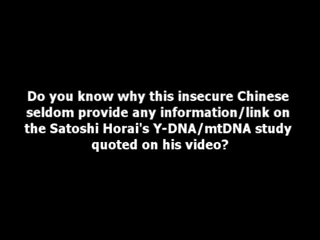 Do you know why this insecure Chinese
seldom provide any information/link on
the Satoshi Horai's Y-DNA/mtDNA study
quoted on his video?